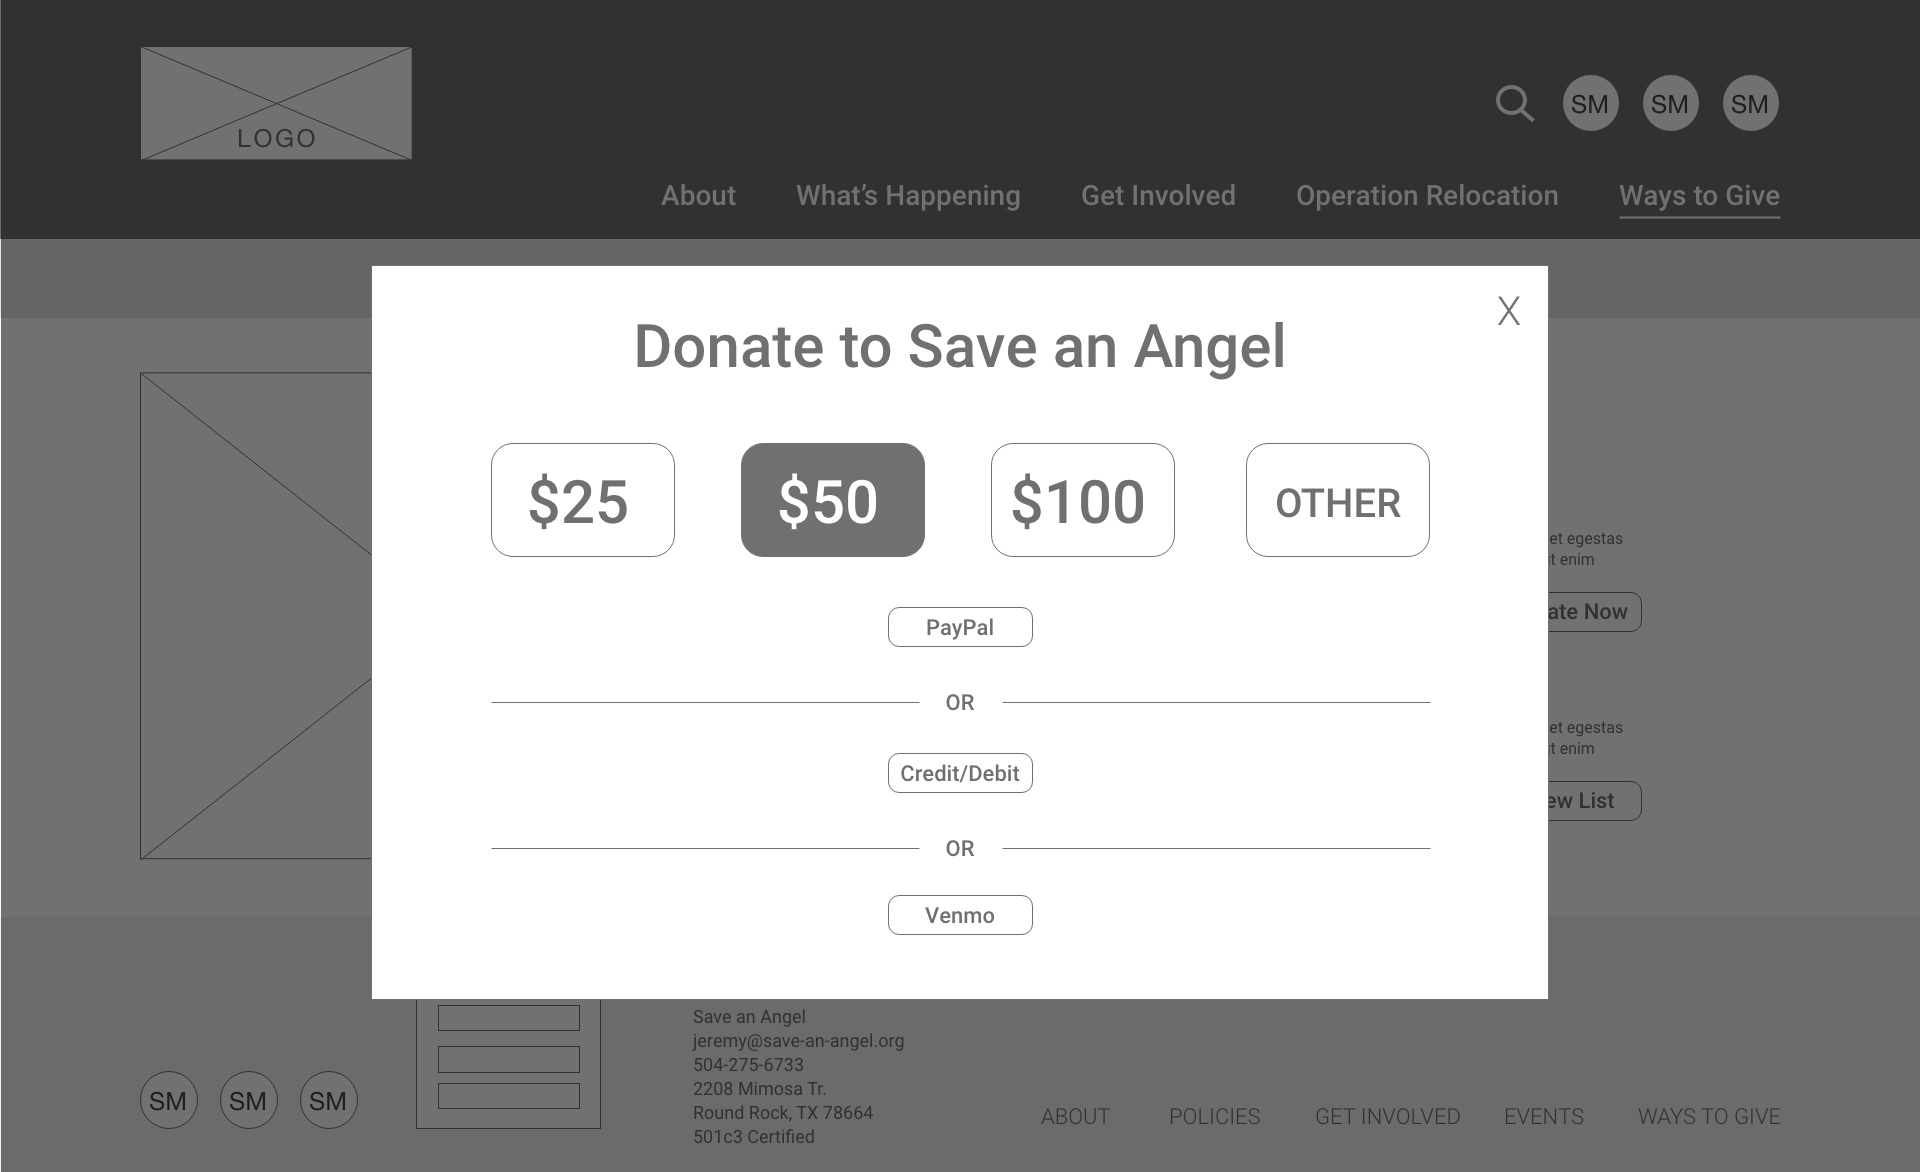 LOGO
SM SM SM
About What’s Happening Get Involved Operation Relocation Ways to Give
X
Donate to Save an Angel
$25 $50 $100 OTHER
et egestas
enim
PayPal
Now
OR
et egestas
enim
Credit/Debit
List
OR
Venmo
Save an Angel
jeremy@save-an-angel.org
504-275-6733
2208 Mimosa Tr.
Round Rock, TX 78664
501c3 Certified
SM SM SM
ABOUT POLICIES GET INVOLVED EVENTS WAYS TO GIVE